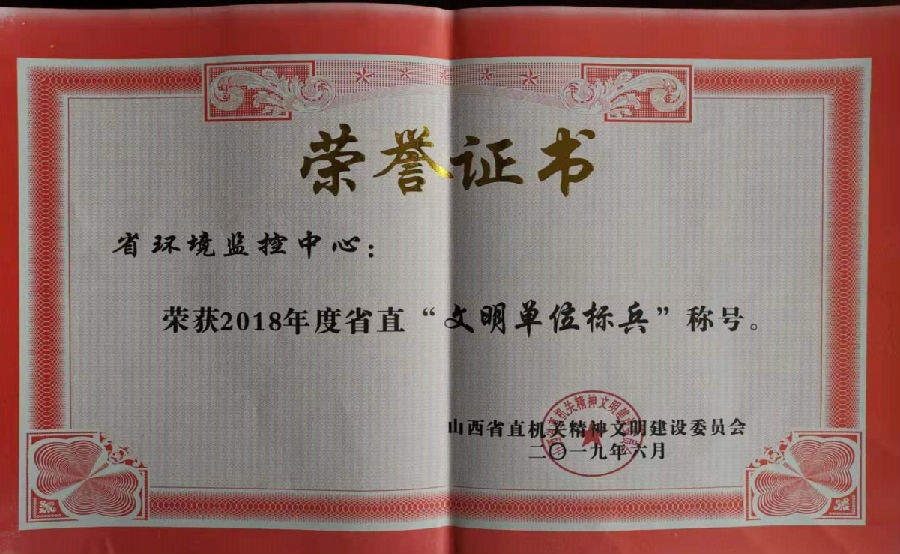 荣誉证书
省环境监控中心：
荣获2018年度省直“文明单位标兵”称号。
山西省直机关精神文明建设委员会
二〇一九年六月